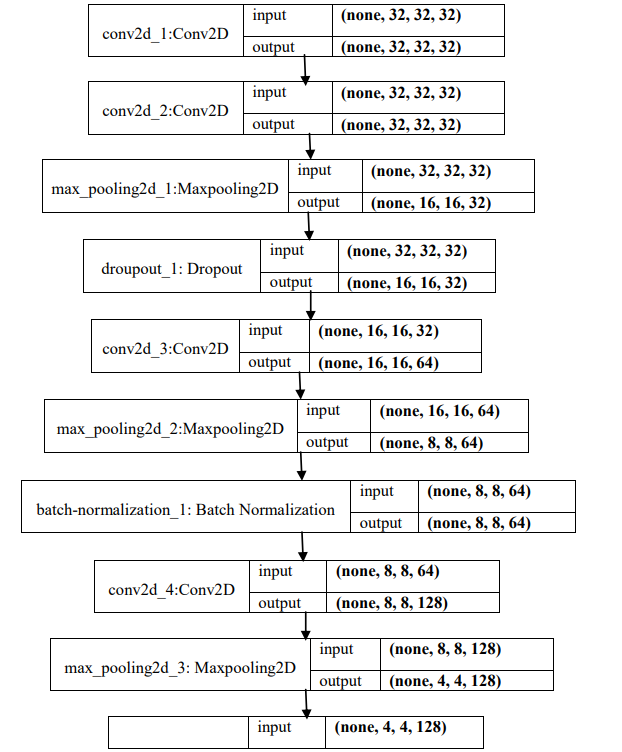 conv2d_1:Conv2D
input
(none, 32, 32, 32)
output
(none, 32, 32, 32)
conv2d_2:Conv2D
input
(none, 32, 32, 32)
output
(none, 32, 32, 32)
max_pooling2d_1:Maxpooling2D
input
(none, 32, 32, 32)
output
(none, 16, 16, 32)
droupout_1: Dropout
input
(none, 32, 32, 32)
output
(none, 16, 16, 32)
conv2d_3:Conv2D
input
(none, 16, 16, 32)
output
(none, 16, 16, 64)
max_pooling2d_2:Maxpooling2D
input
(none, 16, 16, 64)
output
(none, 8, 8, 64)
batch-normalization_1: Batch Normalization
input
(none, 8, 8, 64)
output
(none, 8, 8, 64)
conv2d_4:Conv2D
input
(none, 8, 8, 64)
output
(none, 8, 8, 128)
max_pooling2d_3: Maxpooling2D
input
(none, 8, 8, 128)
output
(none, 4, 4, 128)
input
(none, 4, 4, 128)